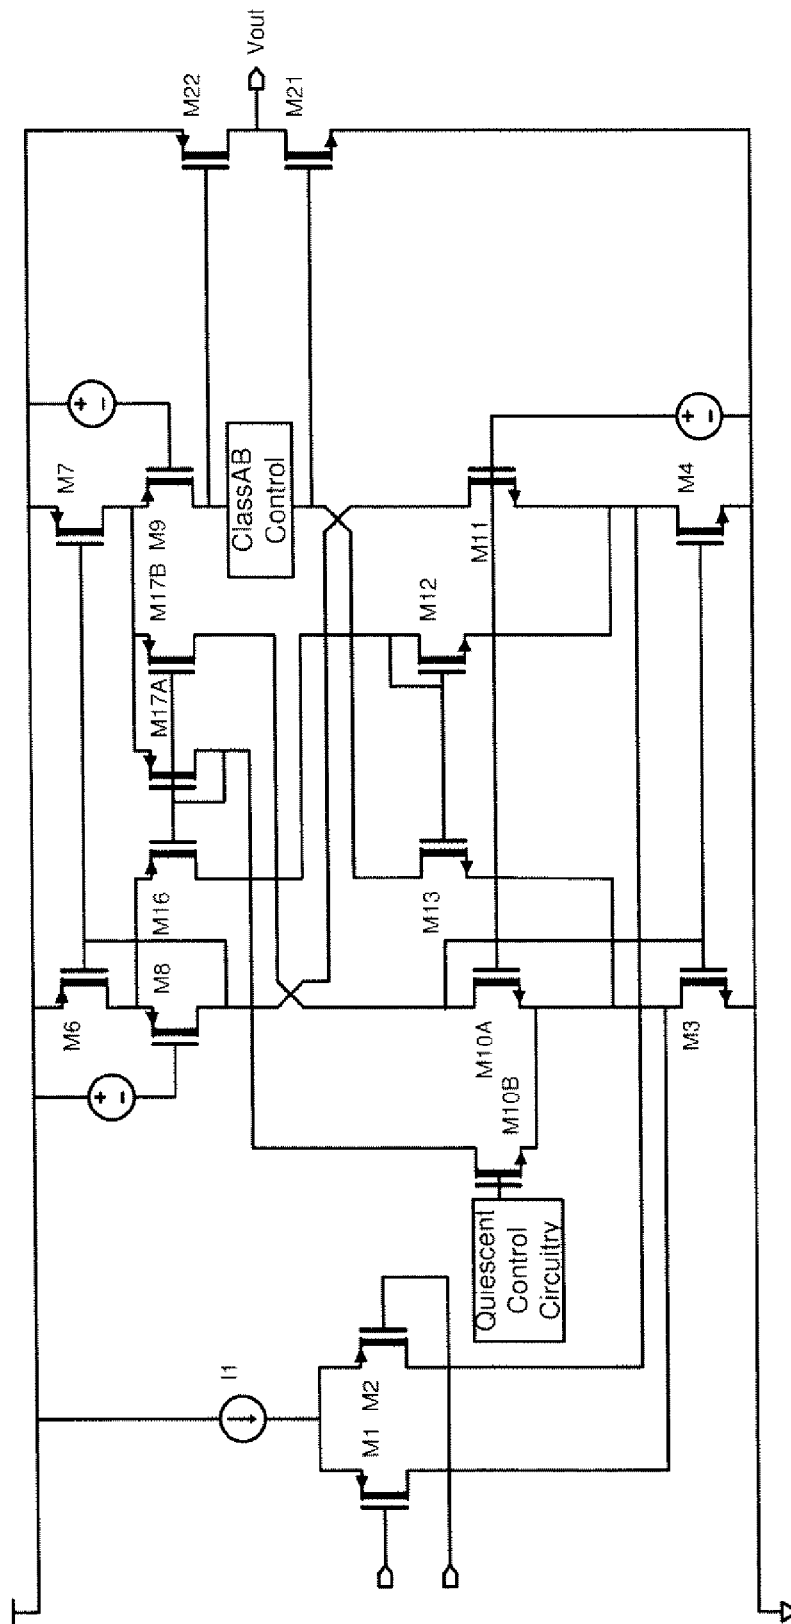 Vout
M22
M21
M7
M9
M17B
M17A
ClassAB
Control
M4
M11
M12
M16
M13
M8
M6
M10A
M10B
M3
Quiescent
Control
Circuitry
I1
M2
M1
+
-
+
-
+
-